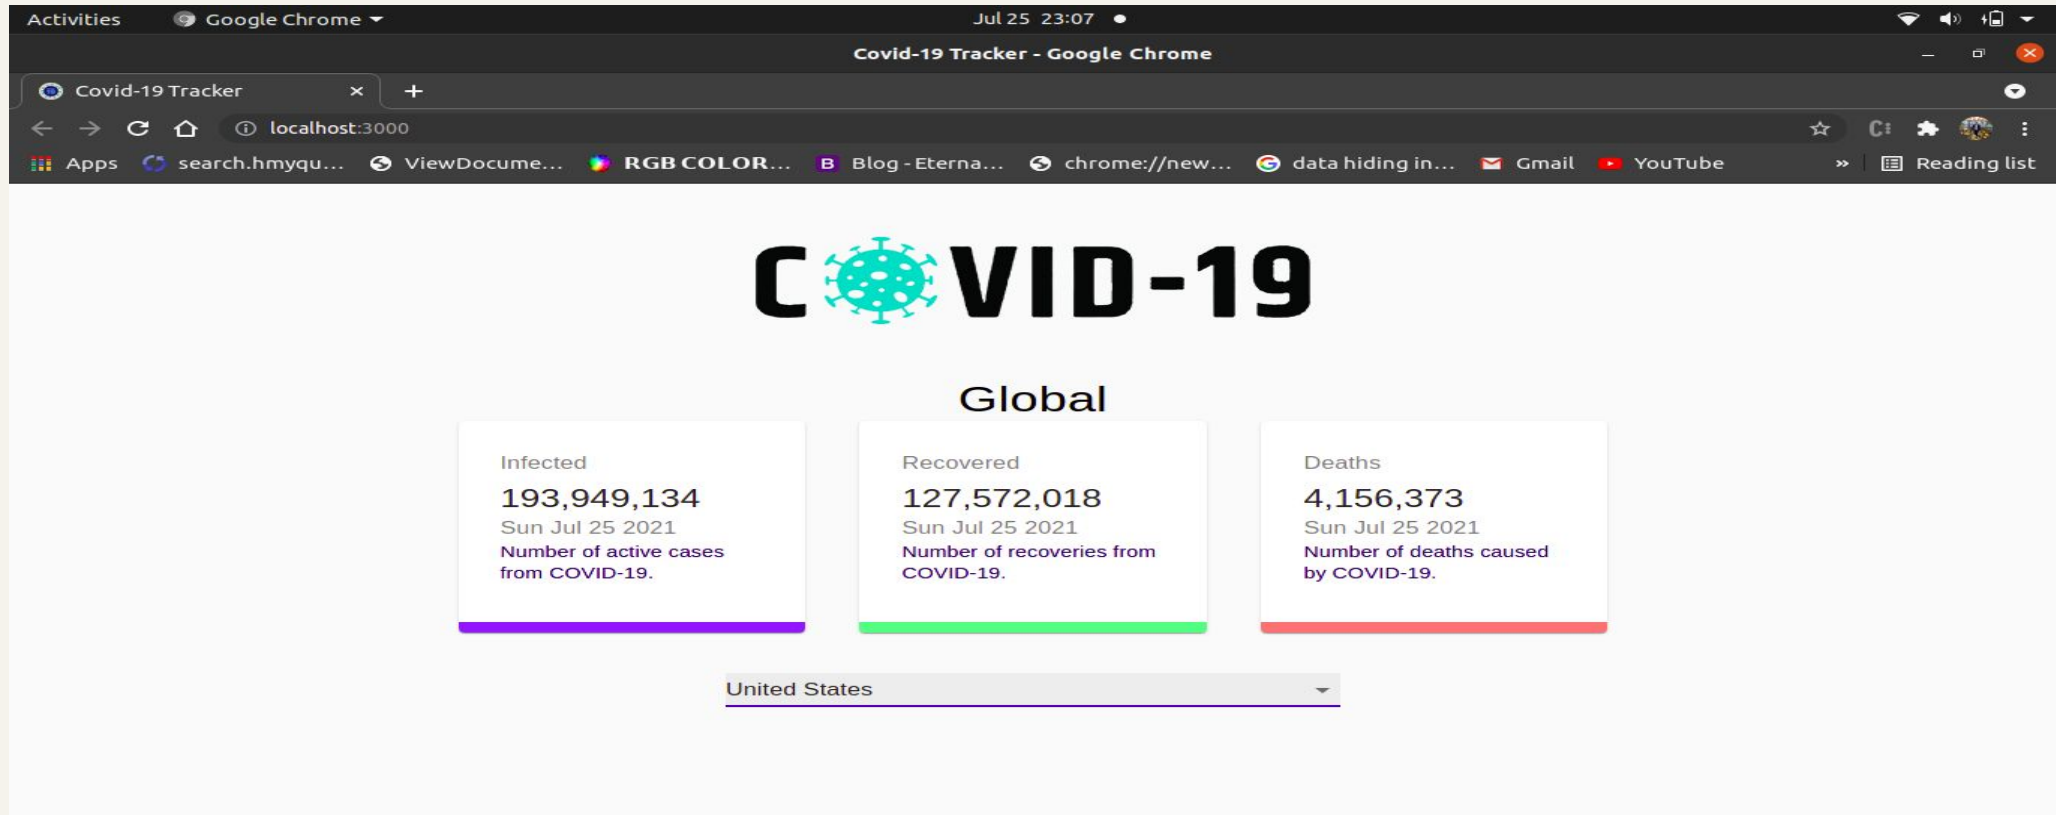 Activities Google Chrome Jul 25 23:07
Covid-19 Tracker - Google Chrome
Covid-19 Tracker
localhost:3000
Apps search.hmyqu... ViewDocume... RGB COLOR... B Blog - Eterna... chrome://new... data hiding in... Gmail YouTube » Reading list
COVID-19
Global
Infected
193,949,134
Sun Jul 25 2021
Number of active cases
from COVID-19.
Recovered
127,572,018
Sun Jul 25 2021
Number of recoveries from
COVID-19.
Deaths
4,156,373
Sun Jul 25 2021
Number of deaths caused
by COVID-19.
United States